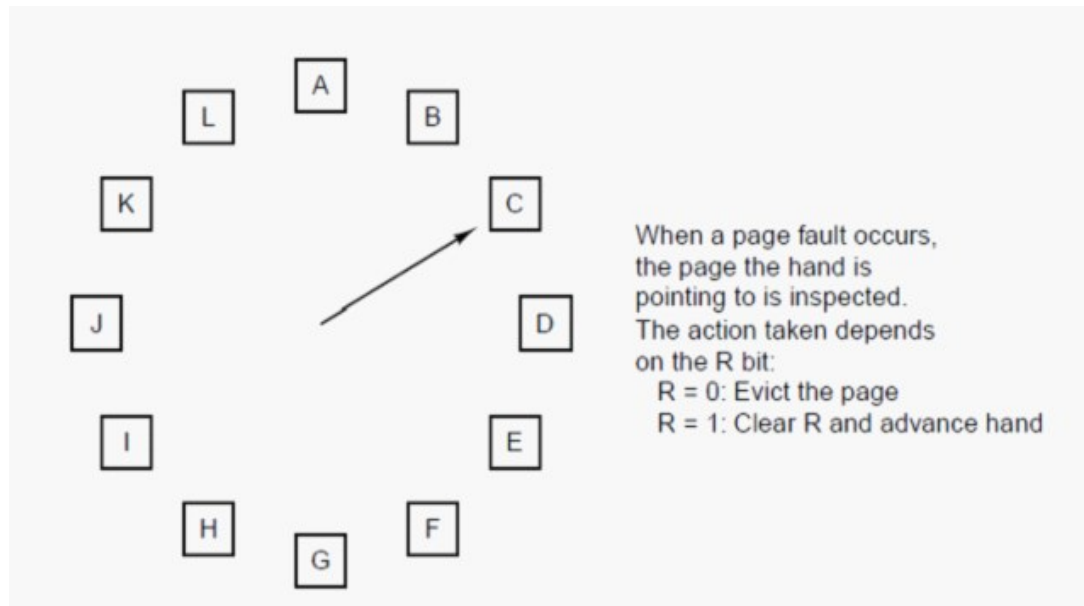 A
L
B
K
C
When a page fault occurs,
the page the hand is
pointing to is inspected.
J
D
The action taken depends
on the R bit:
R = 0: Evict the page
R = 1: Clear R and advance hand
I
E
H
F
G